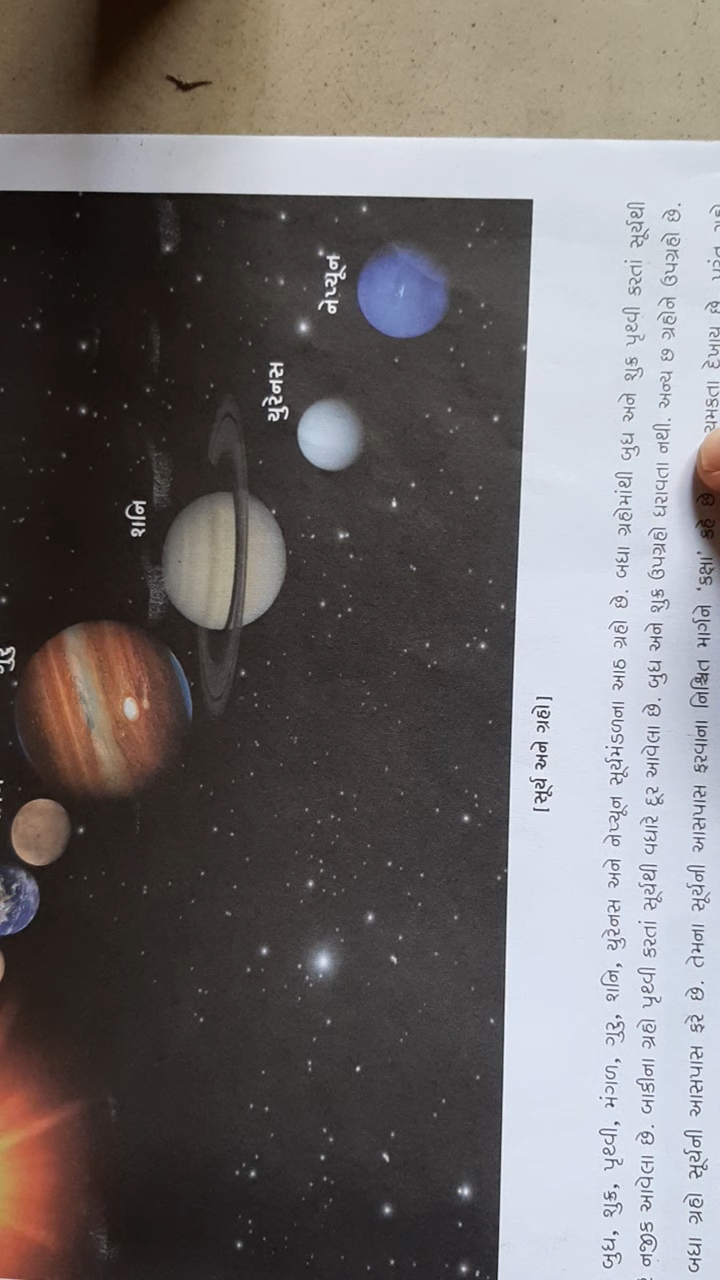 નેપ્ચૂન
યુરેનસ
શનિ
ગુરુ
[સૂર્ય અને ગ્રહો]
બુધ, શુક્ર, પૃથ્વી, મંગળ, ગુરુ, શનિ, યુરેનસ અને નેપ્ચૂન સૂર્યમંડળના આઠ ગ્રહો છે. બધા ગ્રહોમાંથી બુધ અને શુક્ર પૃથ્વી કરતાં સૂર્યથી
નજીક આવેલા છે. બાકીના ગ્રહો પૃથ્વી કરતાં સૂર્યથી વધારે દૂર આવેલા છે. બુધ અને શુક્ર ઉપગ્રહો ધરાવતા નથી. અન્ય છ ગ્રહોને ઉપગ્રહો છે.
બધા ગ્રહો સૂર્યની આસપાસ ફરે છે. તેમના સૂર્યની આસપાસ ફરવાના નિશ્ચિત માર્ગને 'કક્ષા' કહે છે ચમકતા દેખાય છે